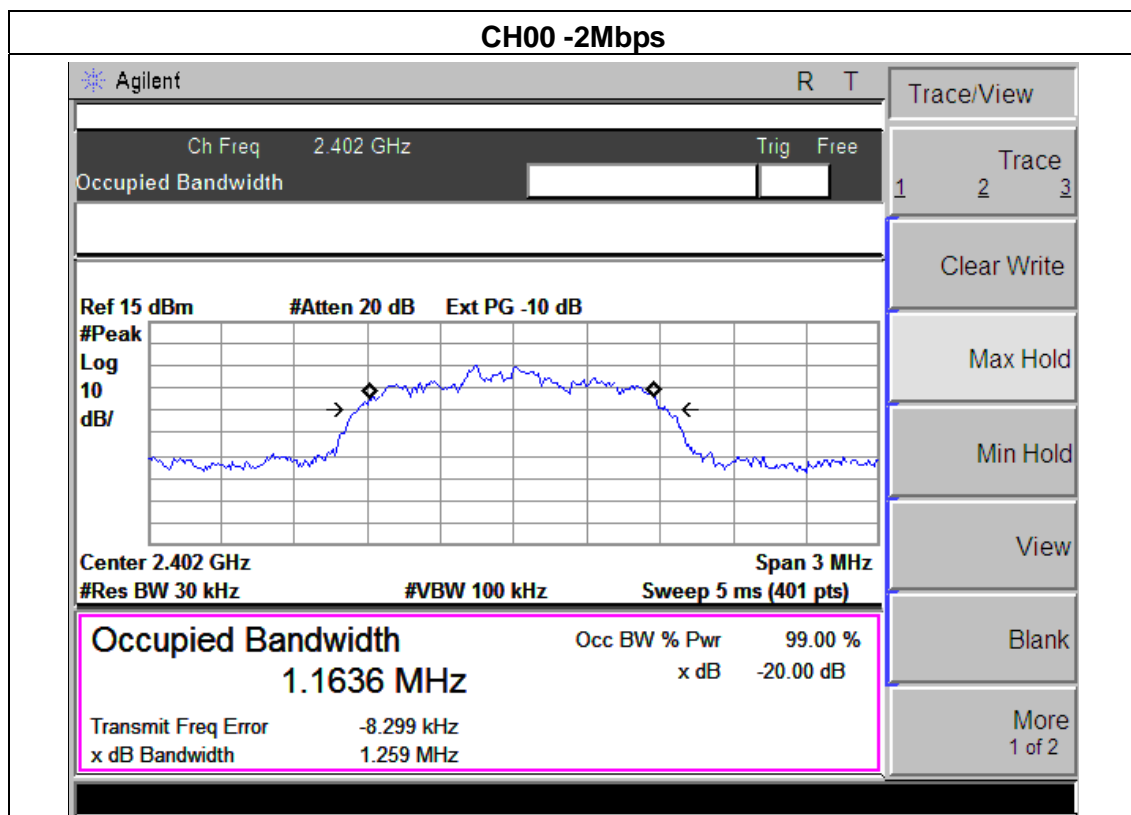 CH00 -2Mbps
Agilent R T
Trace/View
Ch Freq 2.402 GHz Trig Free
Occupied Bandwidth
Trace
1 2 3
Clear Write
Ref 15 dBm #Atten 20 dB Ext PG -10 dB
#Peak
Log
10
dB/
Max Hold
Min Hold
View
Center 2.402 GHz Span 3 MHz
#Res BW 30 kHz #VBW 100 kHz Sweep 5 ms (401 pts)
Occupied Bandwidth
1.1636 MHz
Occ BW % Pwr 99.00 %
x dB -20.00 dB
Transmit Freq Error -8.299 kHz
x dB Bandwidth 1.259 MHz
Blank
More
1 of 2